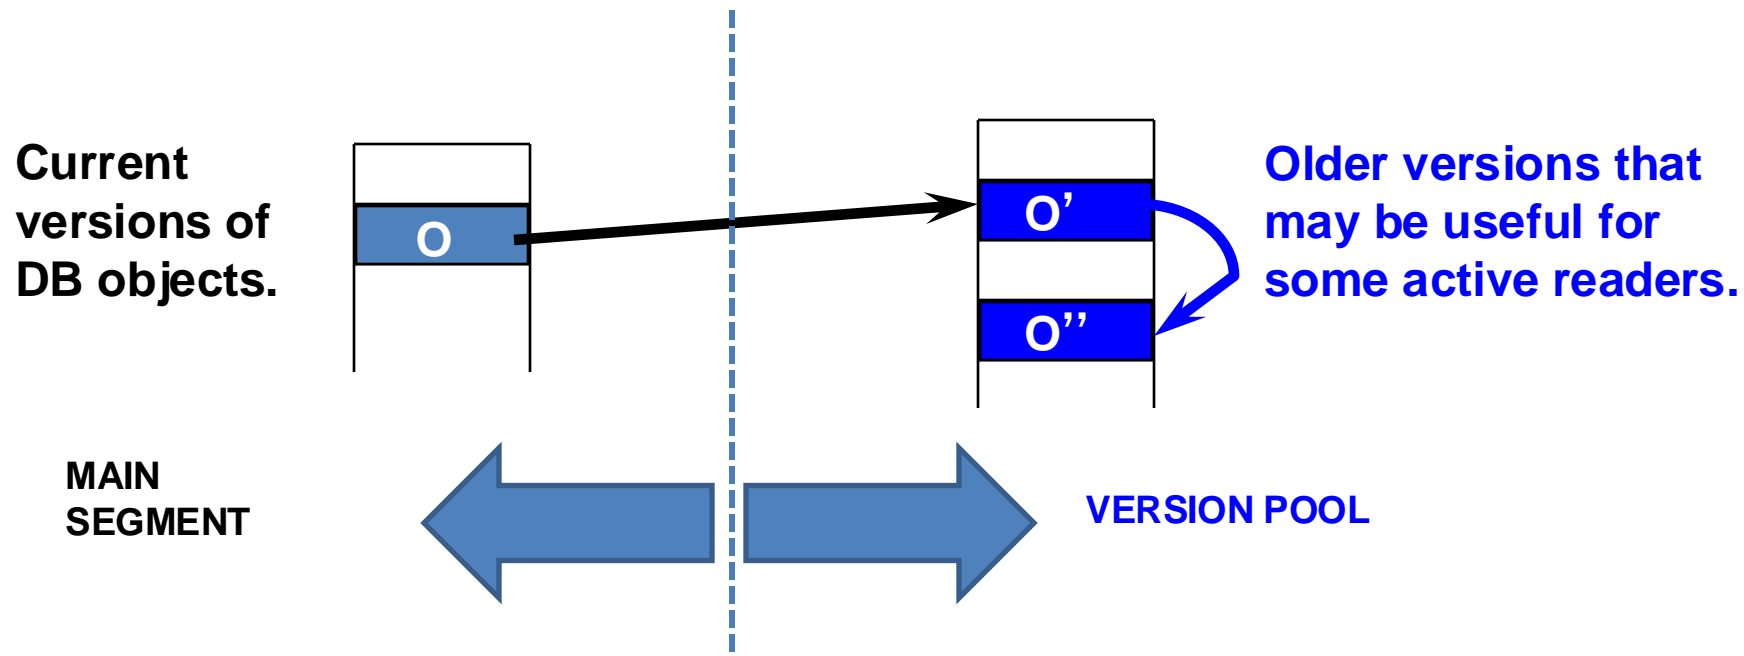 Current
versions of
DB objects.
O
O’
O’’
Older versions that
may be useful for
some active readers.
MAIN
SEGMENT
VERSION POOL